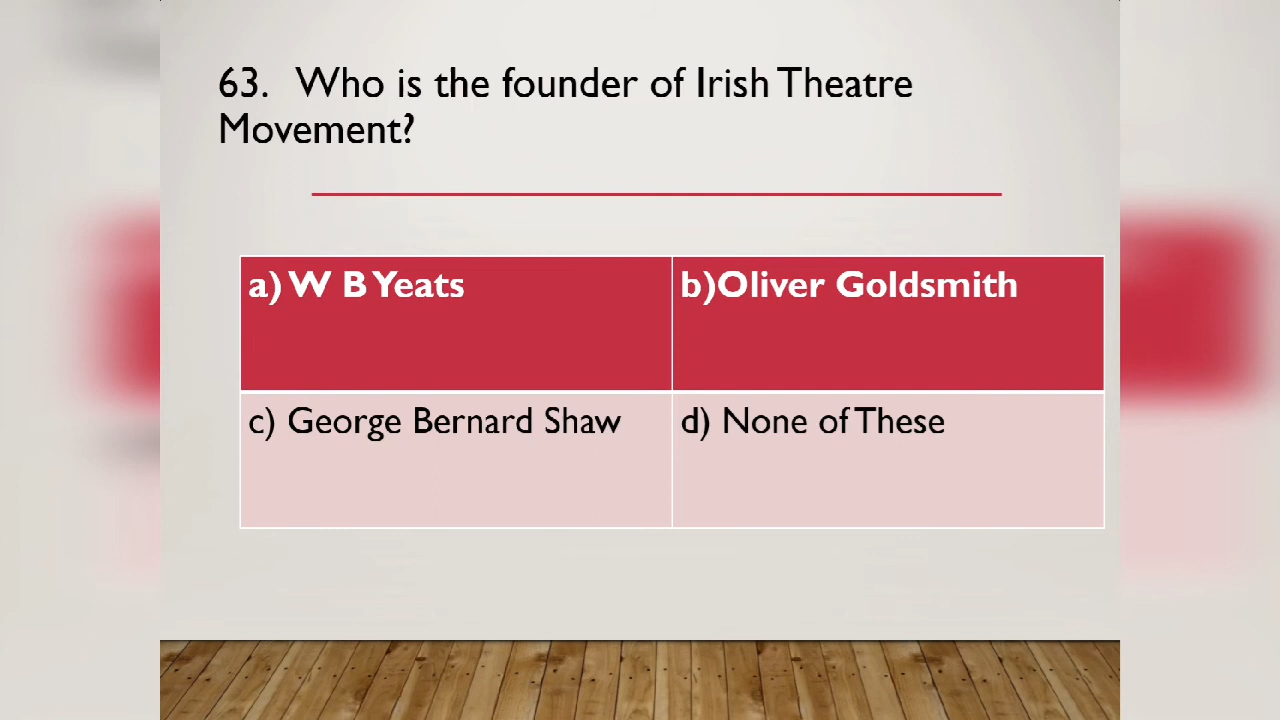 63. Who is the founder of Irish Theatre
Movement?
a) W B Yeats
b)Oliver Goldsmith
c) George Bernard Shaw
d) None of These